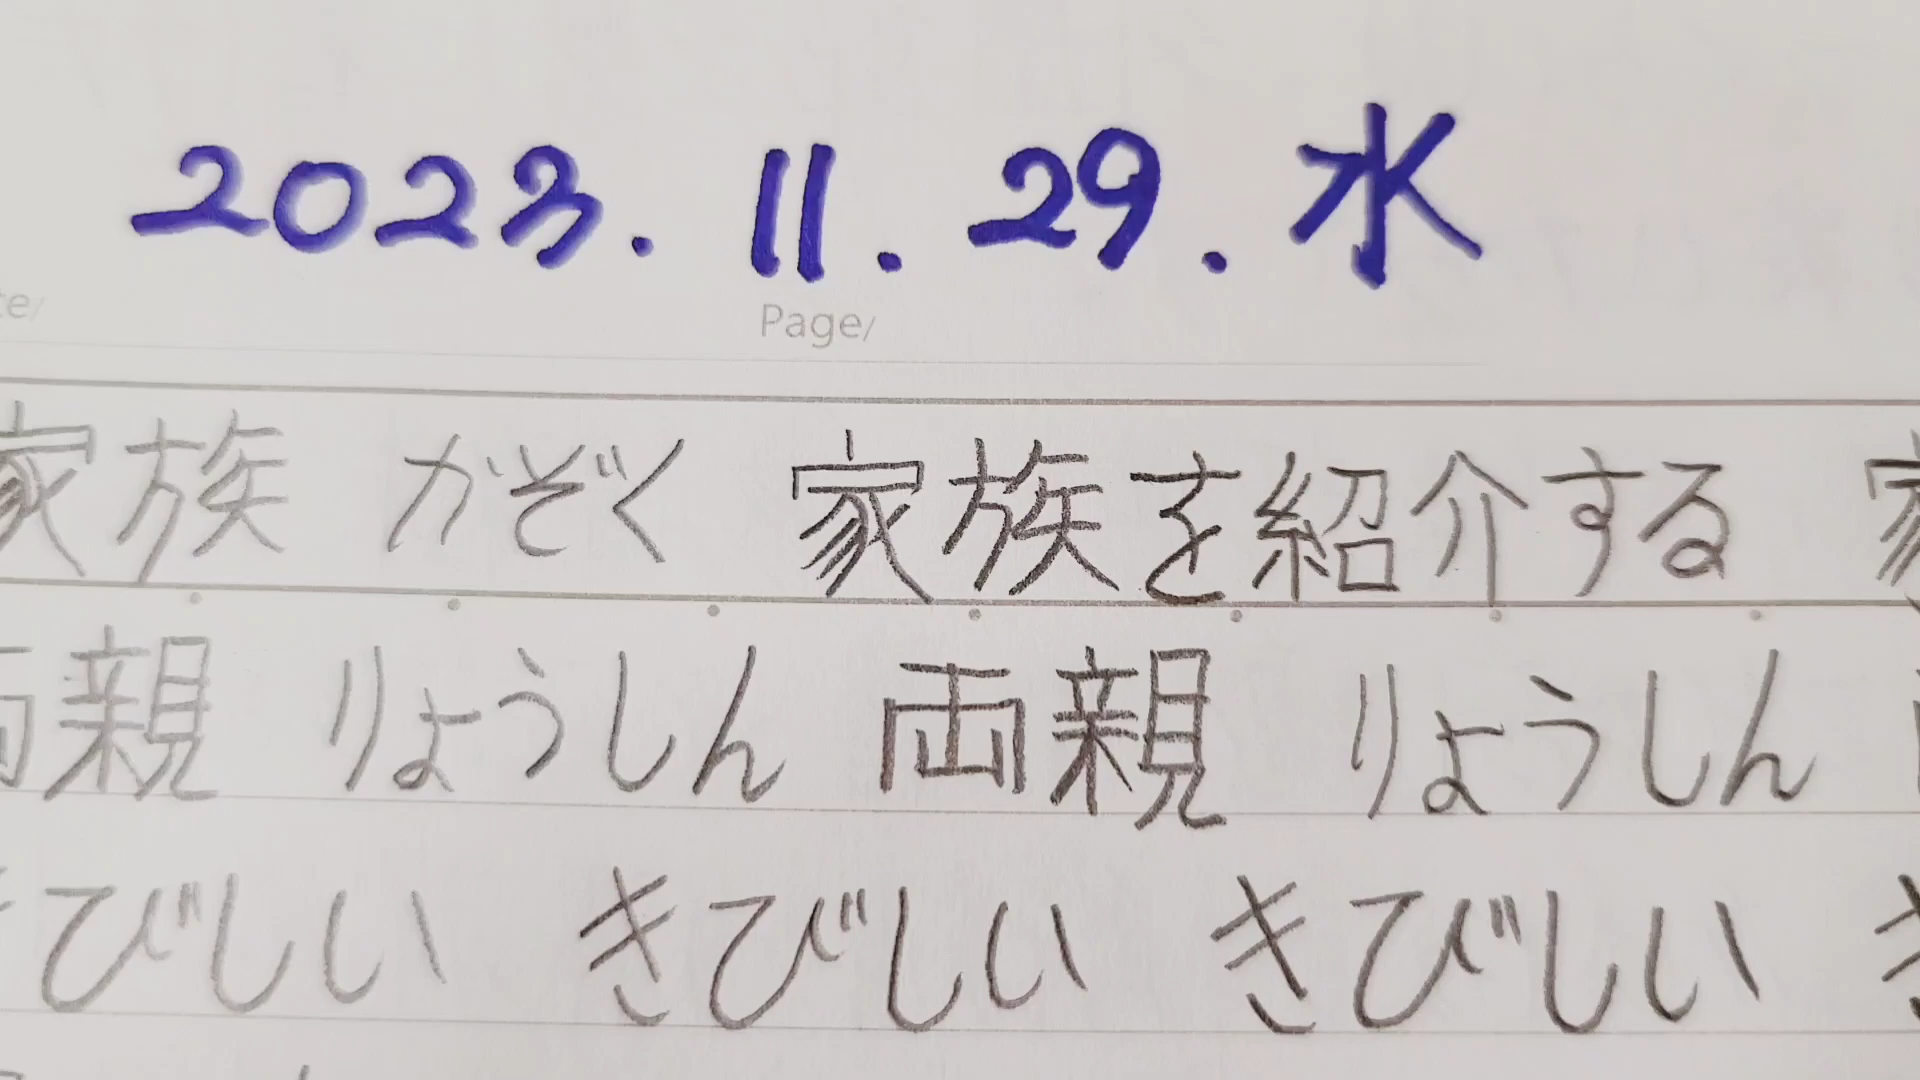 2023. 11. 29. 水
Page/
家族 かぞく 家族を紹介する
親 りょうしん 両親 りょうしん
きびしい きびしい きびしい